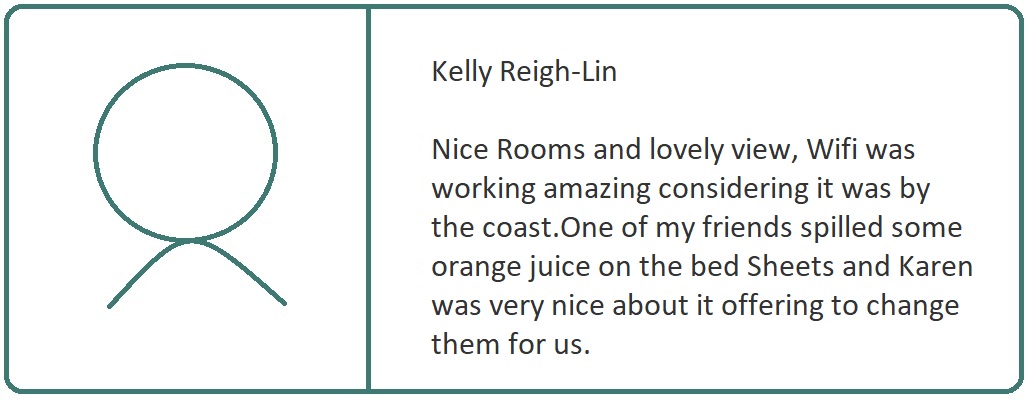 Kelly Reigh-Lin
Nice Rooms and lovely view, Wifi was
working amazing considering it was by
the coast.One of my friends spilled some
orange juice on the bed Sheets and Karen
was very nice about it offering to change
them for us.